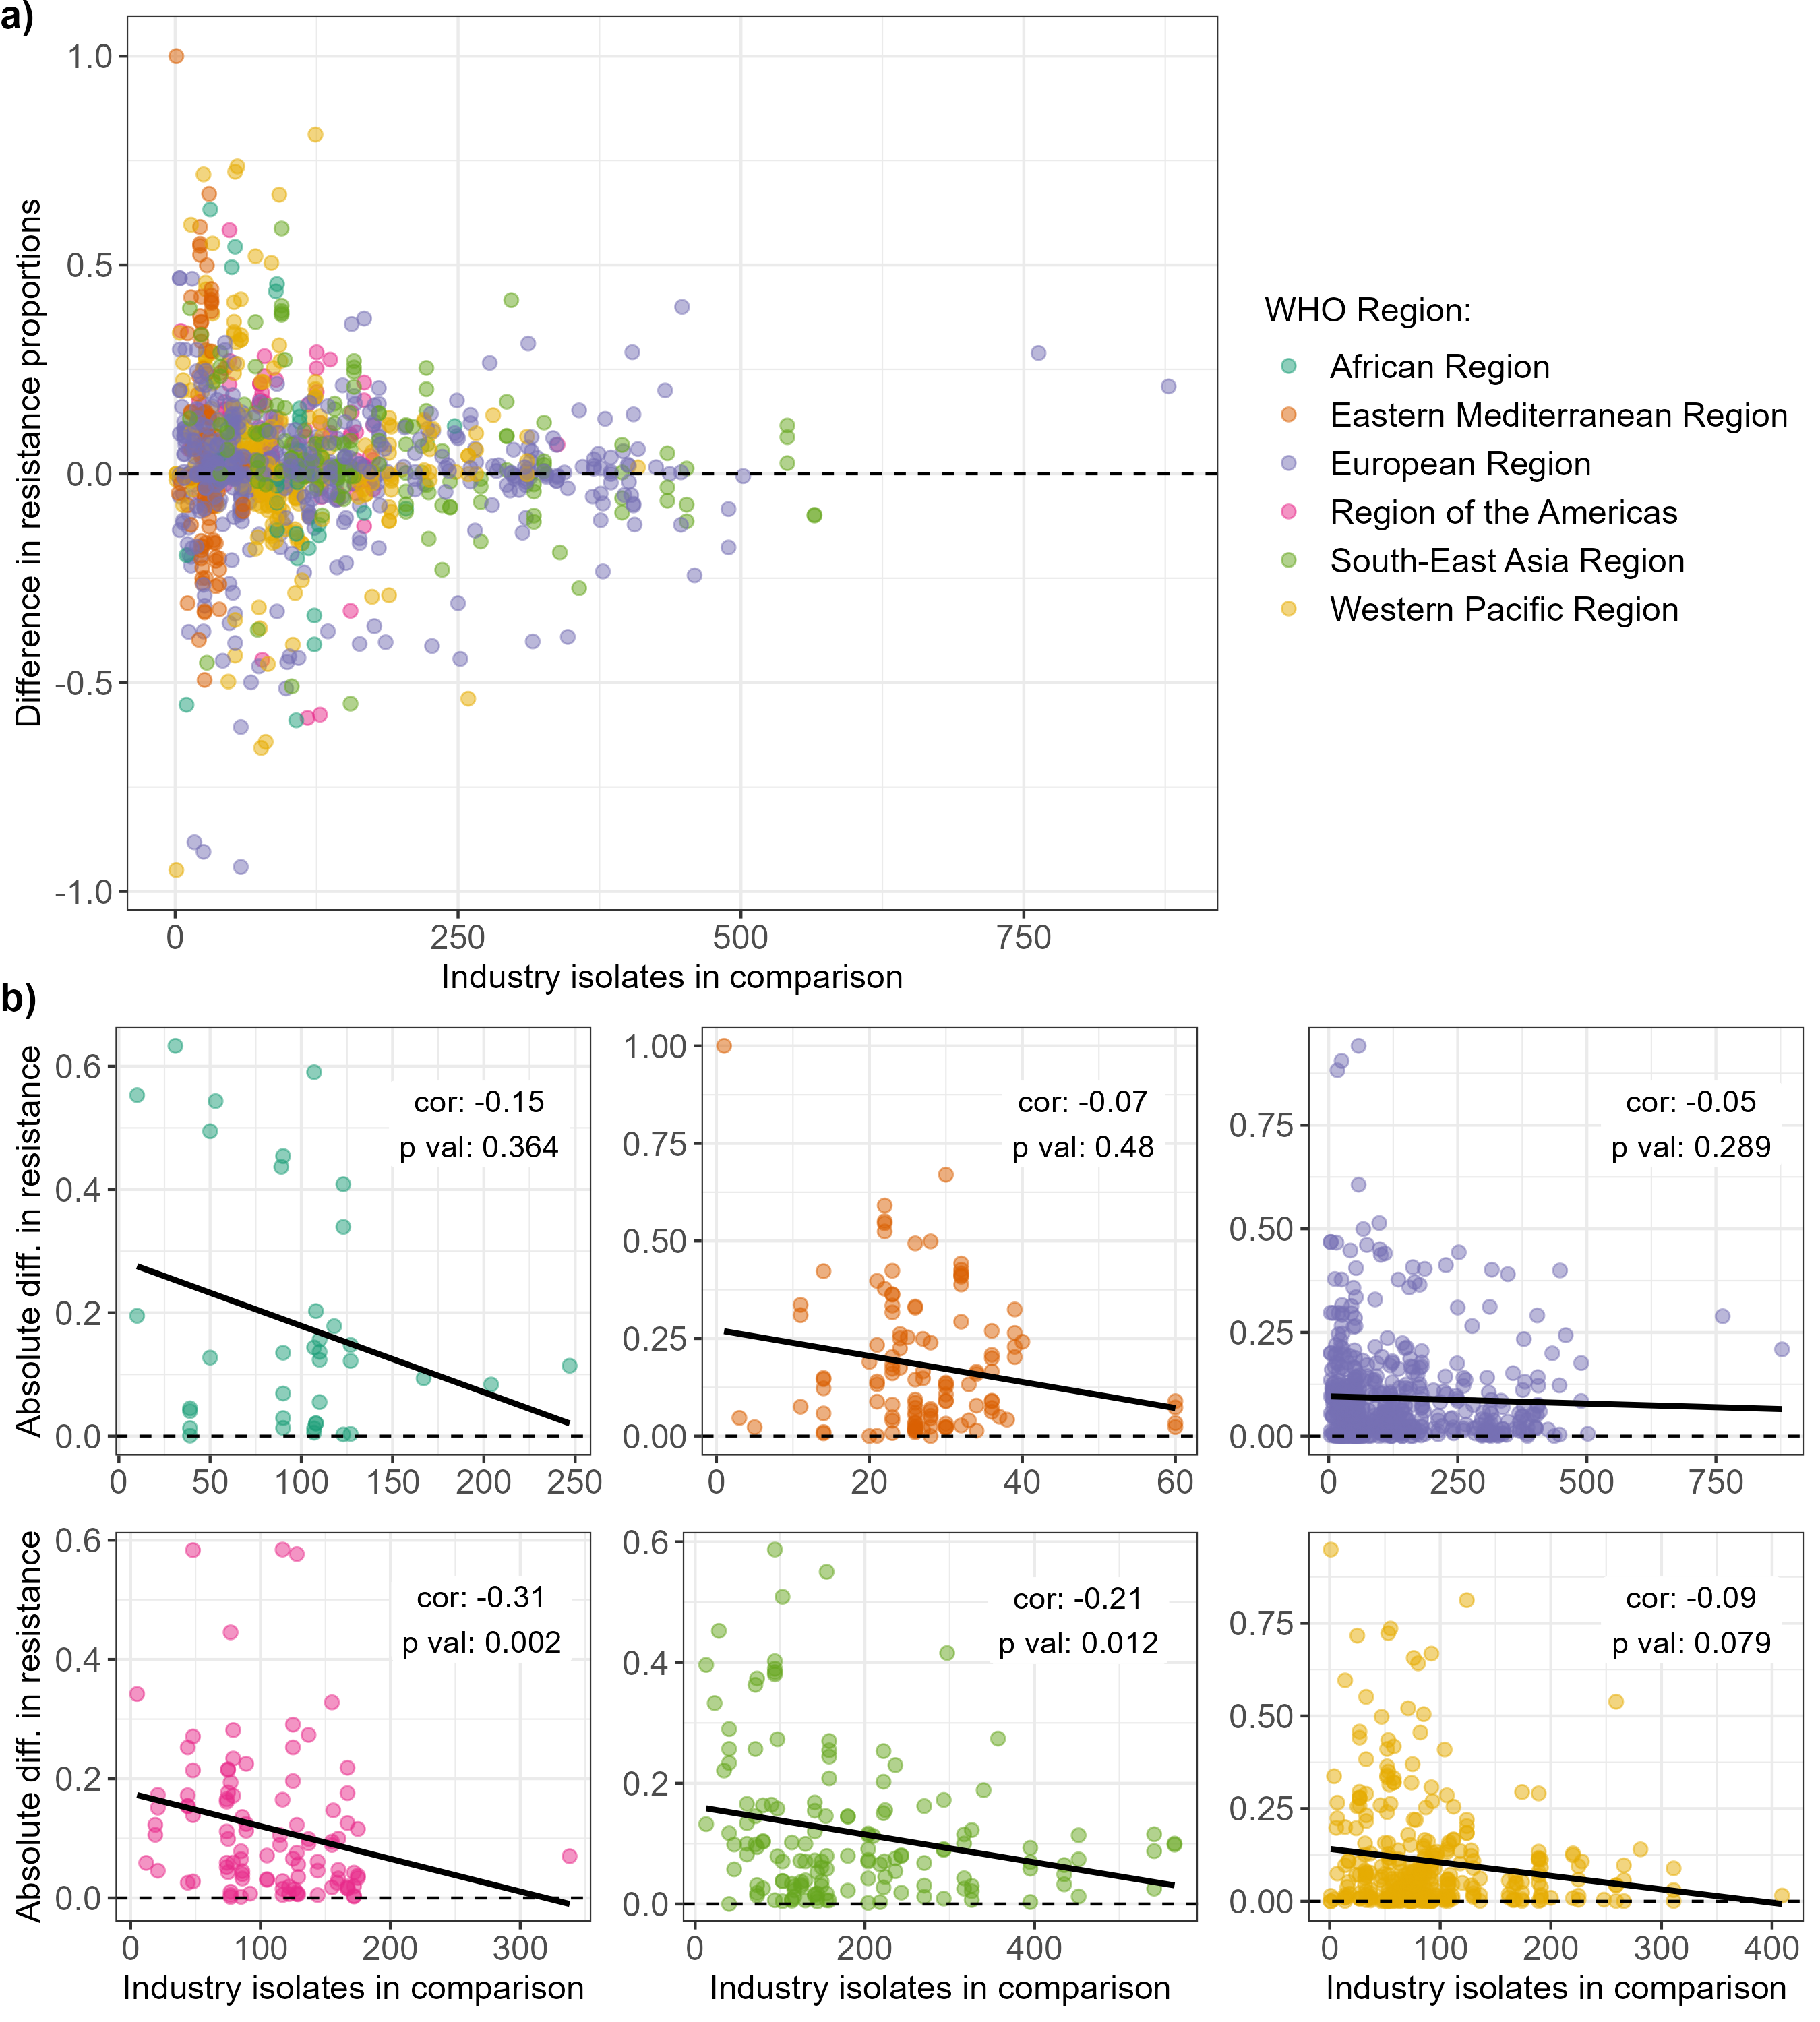 a)
1.0
0.5
0.0
-0.5
-1.0
Difference in resistance proportions
0 250 500 750
Industry isolates in comparison
WHO Region:
African Region
Eastern Mediterranean Region
European Region
Region of the Americas
South-East Asia Region
Western Pacific Region
b)
Absolute diff. in resistance
0.6
0.4
0.2
0.0
cor: -0.15
p val: 0.364
0 50 100 150 200 250
1.00
0.75
0.50
0.25
0.00
cor: -0.07
p val: 0.48
0 20 40 60
0.75
0.50
0.25
0.00
cor: -0.05
p val: 0.289
0 250 500 750
Absolute diff. in resistance
0.6
0.4
0.2
0.0
cor: -0.31
p val: 0.002
0 100 200 300
Industry isolates in comparison
0.6
0.4
0.2
0.0
cor: -0.21
p val: 0.012
0 200 400
Industry isolates in comparison
0.75
0.50
0.25
0.00
cor: -0.09
p val: 0.079
0 100 200 300 400
Industry isolates in comparison